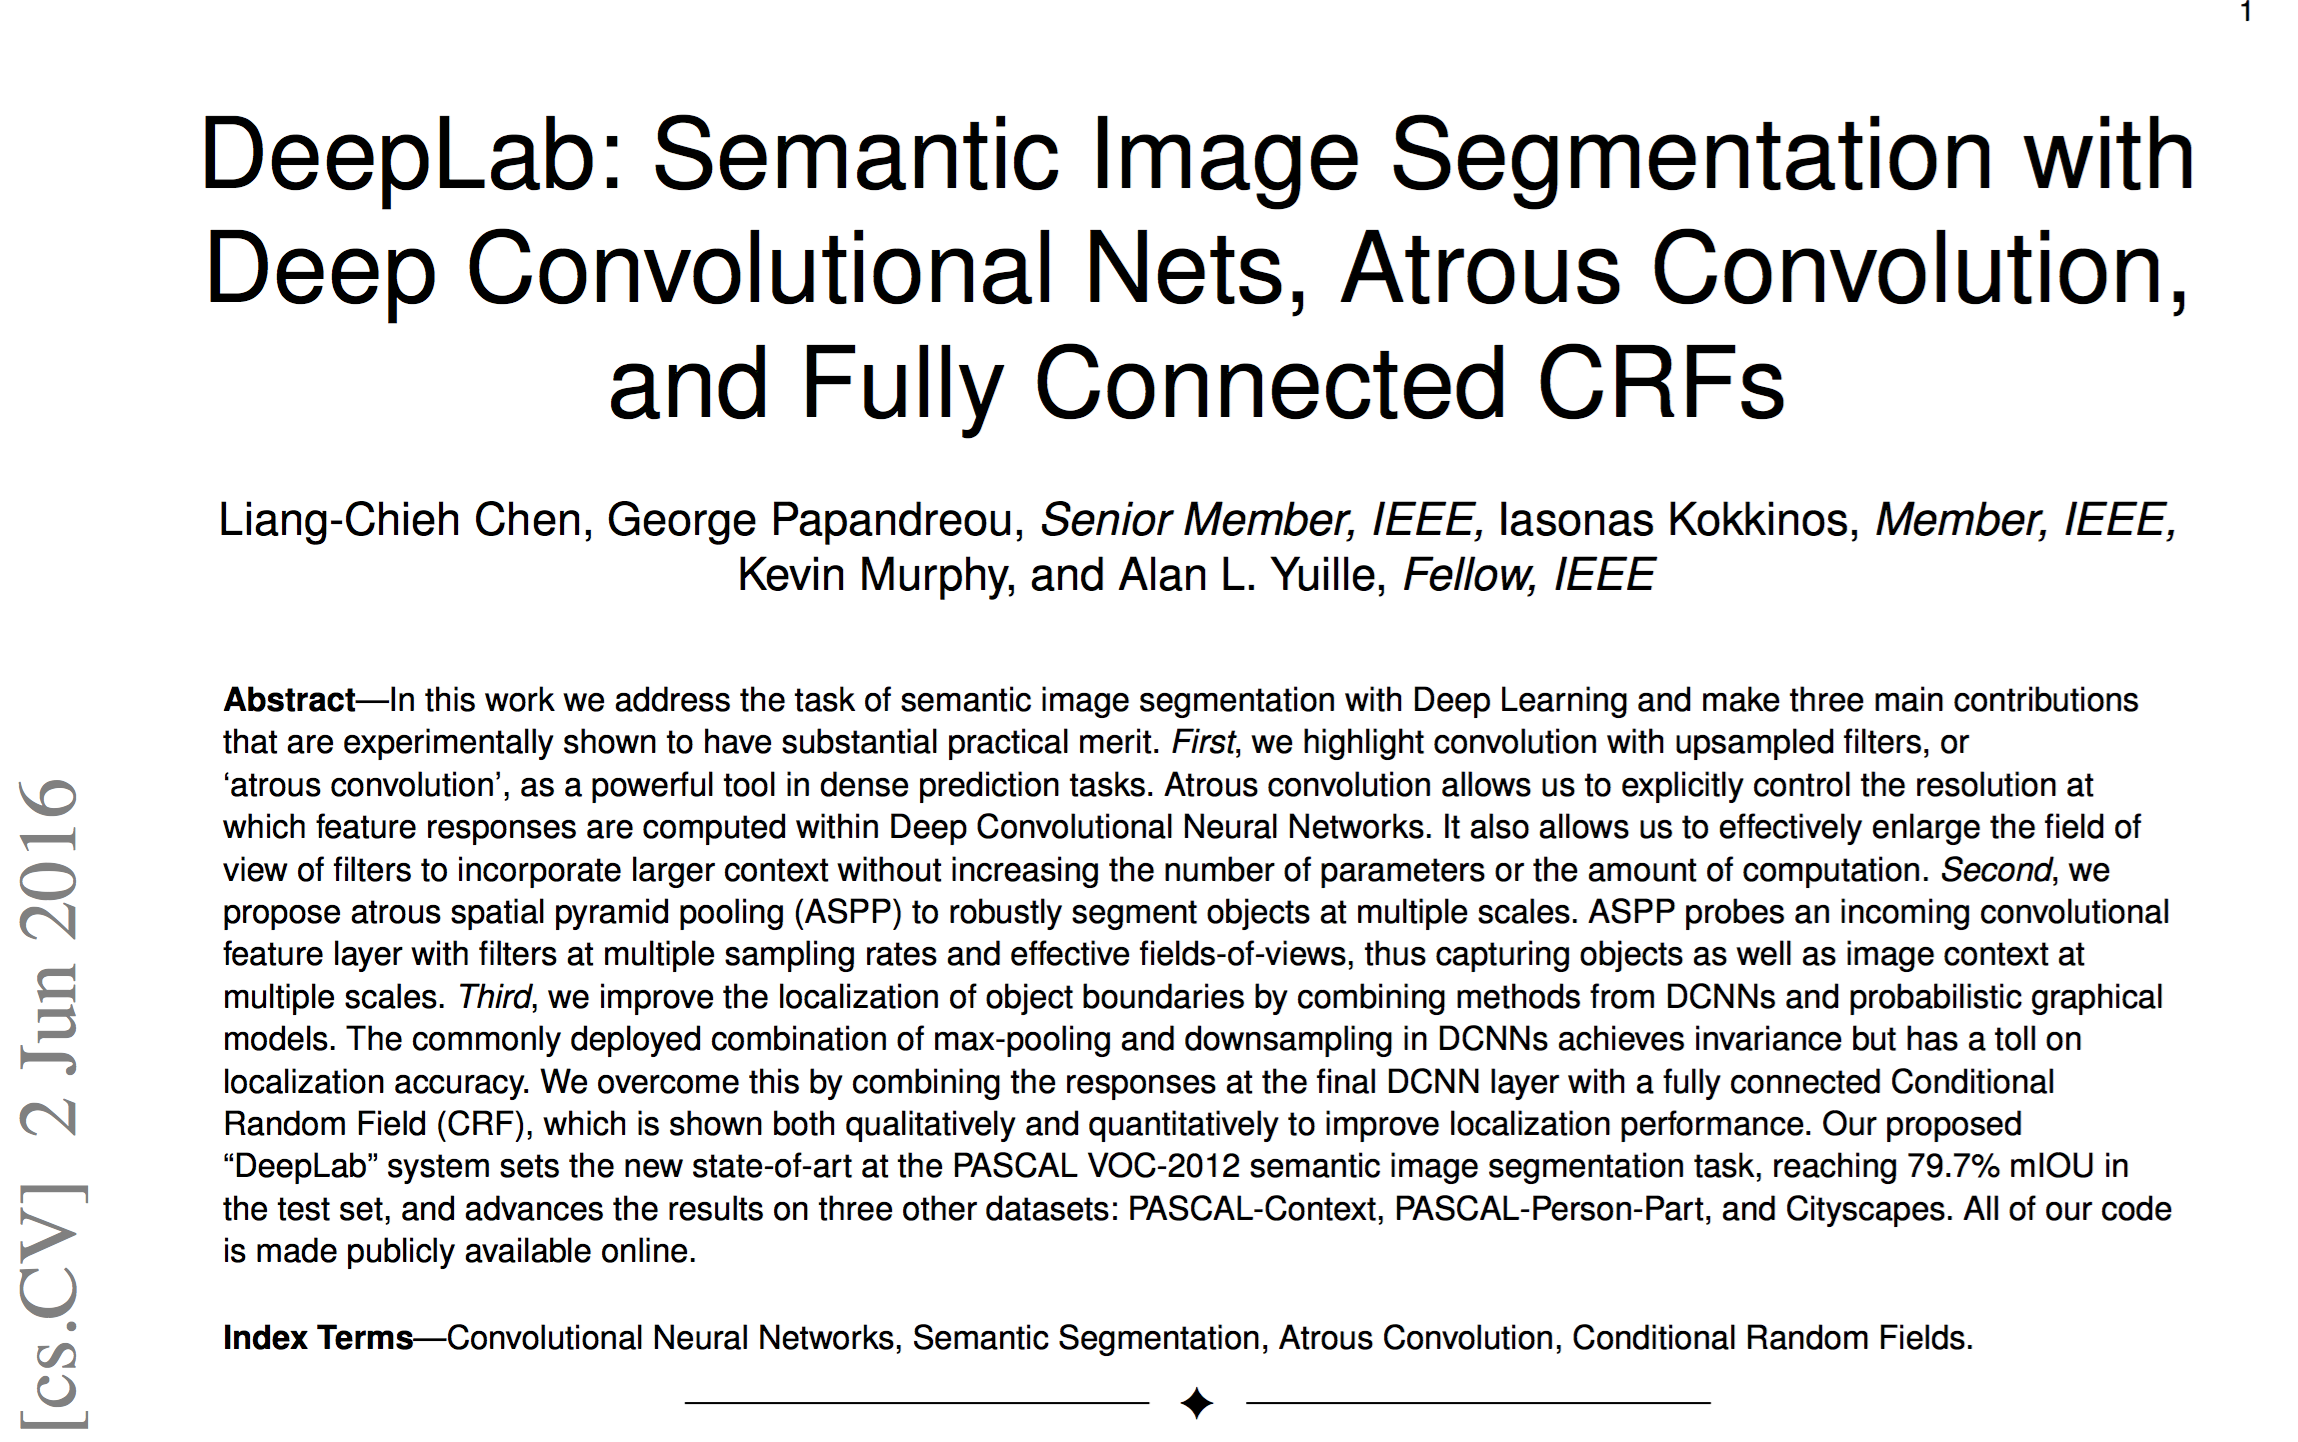 1
DeepLab: Semantic Image Segmentation with
Deep Convolutional Nets, Atrous Convolution,
and Fully Connected CRFs
Liang-Chieh Chen, George Papandreou, Senior Member, IEEE, Iasonas Kokkinos, Member, IEEE,
Kevin Murphy, and Alan L. Yuille, Fellow, IEEE
Abstract—In this work we address the task of semantic image segmentation with Deep Learning and make three main contributions
that are experimentally shown to have substantial practical merit. First, we highlight convolution with upsampled filters, or
‘atrous convolution’, as a powerful tool in dense prediction tasks. Atrous convolution allows us to explicitly control the resolution at
which feature responses are computed within Deep Convolutional Neural Networks. It also allows us to effectively enlarge the field of
view of filters to incorporate larger context without increasing the number of parameters or the amount of computation. Second, we
propose atrous spatial pyramid pooling (ASPP) to robustly segment objects at multiple scales. ASPP probes an incoming convolutional
feature layer with filters at multiple sampling rates and effective fields-of-views, thus capturing objects as well as image context at
multiple scales. Third, we improve the localization of object boundaries by combining methods from DCNNs and probabilistic graphical
models. The commonly deployed combination of max-pooling and downsampling in DCNNs achieves invariance but has a toll on
localization accuracy. We overcome this by combining the responses at the final DCNN layer with a fully connected Conditional
Random Field (CRF), which is shown both qualitatively and quantitatively to improve localization performance. Our proposed
“DeepLab” system sets the new state-of-art at the PASCAL VOC-2012 semantic image segmentation task, reaching 79.7% mIOU in
the test set, and advances the results on three other datasets: PASCAL-Context, PASCAL-Person-Part, and Cityscapes. All of our code
is made publicly available online.
Index Terms—Convolutional Neural Networks, Semantic Segmentation, Atrous Convolution, Conditional Random Fields.
[cs.CV] 2 Jun 2016